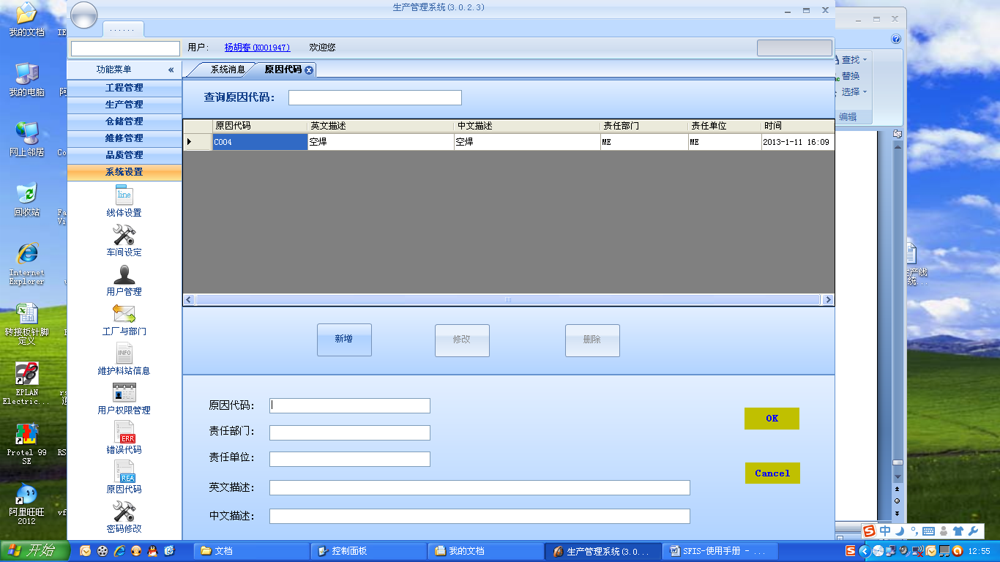 生产管理系统(3.0.2.3)
······
用户：
杨胡春(K001947)
欢迎您
功能菜单
«
工程管理
生产管理
仓储管理
维修管理
品质管理
系统设置
line
线体设置
车间设定
用户管理
工厂与部门
INFO
维护料站信息
用户权限管理
ERR
错误代码
REA
原因代码
密码修改
系统消息
原因代码
查询原因代码：
原因代码 英文描述 中文描述 责任部门 责任单位 时间
C004 空焊 空焊 ME ME 2013-1-11 16:09
新增
修改
删除
原因代码：
责任部门：
责任单位：
英文描述：
中文描述：
OK
Cancel
查找
替换
选择
编辑
我的文档
我的电脑
网上邻居
回收站
Internet
Explorer
转接板针脚
定义
EPLAN
Electric...
Protel 99
SE
阿里旺旺
2012
IE
Co
Fa
Vi
RS
vf
中
开始
文档
控制面板
我的文档
生产管理系统(3.0...
SFIS-使用手册 - ...
12:55